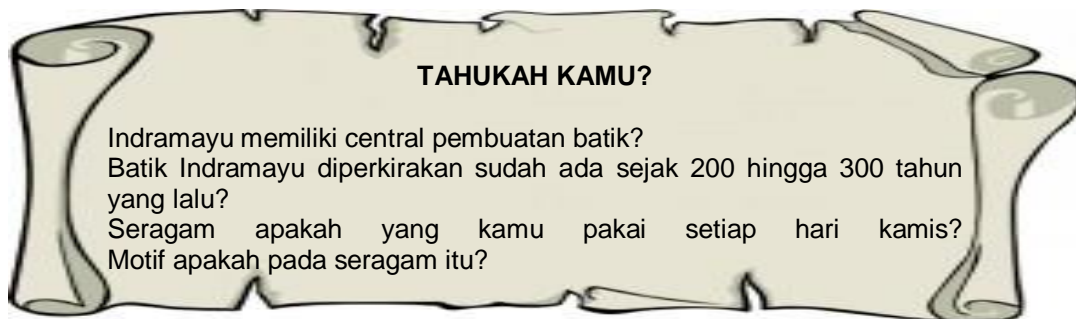 TAHUKAH KAMU?
Indramayu memiliki central pembuatan batik?
Batik Indramayu diperkirakan sudah ada sejak 200 hingga 300 tahun
yang lalu?
Seragam apakah yang kamu pakai setiap hari kamis?
Motif apakah pada seragam itu?